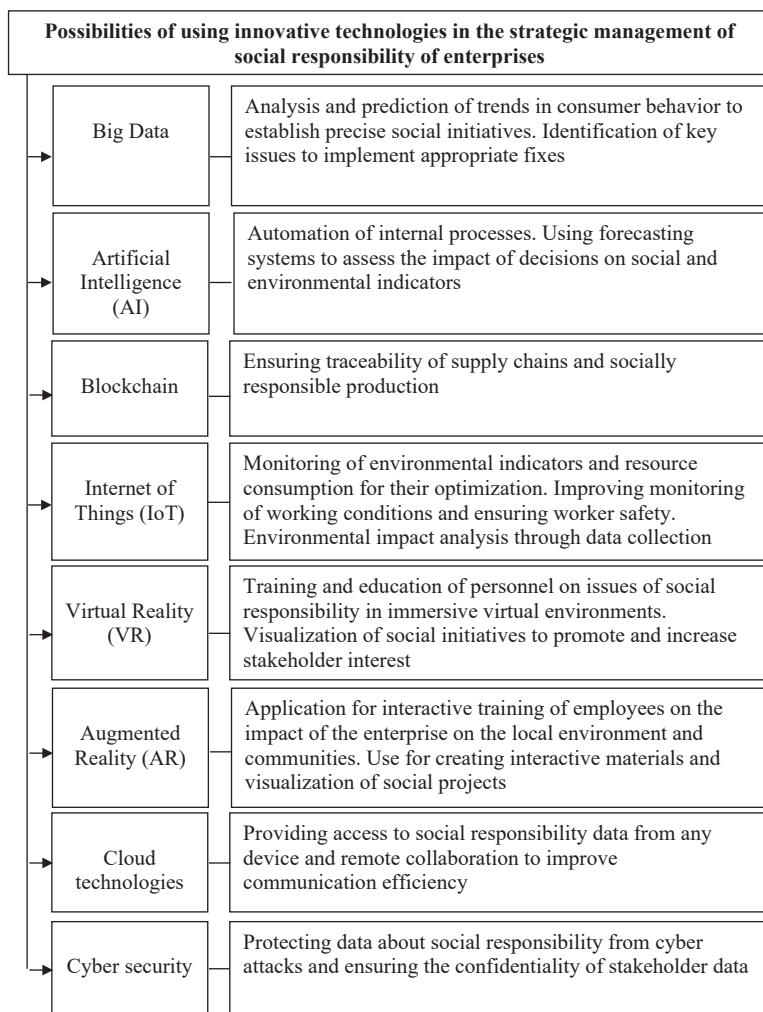 Possibilities of using innovative technologies in the strategic management of
social responsibility of enterprises
Big Data
Analysis and prediction of trends in consumer behavior to
establish precise social initiatives. Identification of key
issues to implement appropriate fixes
Artificial
Intelligence
(AI)
Automation of internal processes. Using forecasting
systems to assess the impact of decisions on social and
environmental indicators
Blockchain
Ensuring traceability of supply chains and socially
responsible production
Internet of
Things (IoT)
Monitoring of environmental indicators and resource
consumption for their optimization. Improving monitoring
of working conditions and ensuring worker safety.
Environmental impact analysis through data collection
Virtual Reality
(VR)
Training and education of personnel on issues of social
responsibility in immersive virtual environments.
Visualization of social initiatives to promote and increase
stakeholder interest
Augmented
Reality (AR)
Application for interactive training of employees on the
impact of the enterprise on the local environment and
communities. Use for creating interactive materials and
visualization of social projects
Cloud
technologies
Providing access to social responsibility data from any
device and remote collaboration to improve
communication efficiency
Cyber security
Protecting data about social responsibility from cyber
attacks and ensuring the confidentiality of stakeholder data